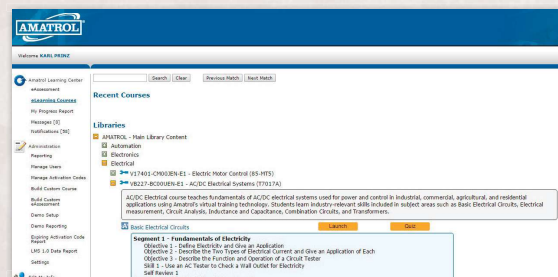 AMATROL
Welcome KARL PRINZ
Amatrol Learning Center
eAssessment
eLearning Courses
My Progress Report
Messages [0]
Notifications [56]
Administration
Reporting
Manage Users
Manage Activation Codes
Build Custom Course
Build Custom eAssessment
Demo Setup
Demo Reporting
Expiring Activation Code Report
LMS 1.0 Data Report
Settings
Search Clear Previous Match Next Match
Recent Courses
Libraries
AMATROL - Main Library Content
Automation
Electronics
Electrical
V17401-CM00JEN-E1 - Electric Motor Control (85-MT5)
VB227-BC00UEN-E1 - AC/DC Electrical Systems (T7017A)
AC/DC Electrical course teaches fundamentals of AC/DC electrical systems used for power and control in industrial, commercial, agricultural, and residential
applications using Amatrol's virtual training technology. Students learn industry-relevant skills included in subject areas such as Basic Electrical Circuits, Electrical
measurement, Circuit Analysis, Inductance and Capacitance, Combination Circuits, and Transformers.
Basic Electrical Circuits Launch Quiz
Segment 1 - Fundamentals of Electricity
Objective 1 - Define Electricity and Give an Application
Objective 2 - Describe the Two Types of Electrical Current and Give an Application of Each
Objective 3 - Describe the Function and Operation of a Circuit Tester
Skill 1 - Use an AC Tester to Check a Wall Outlet for Electricity
Self Review 1